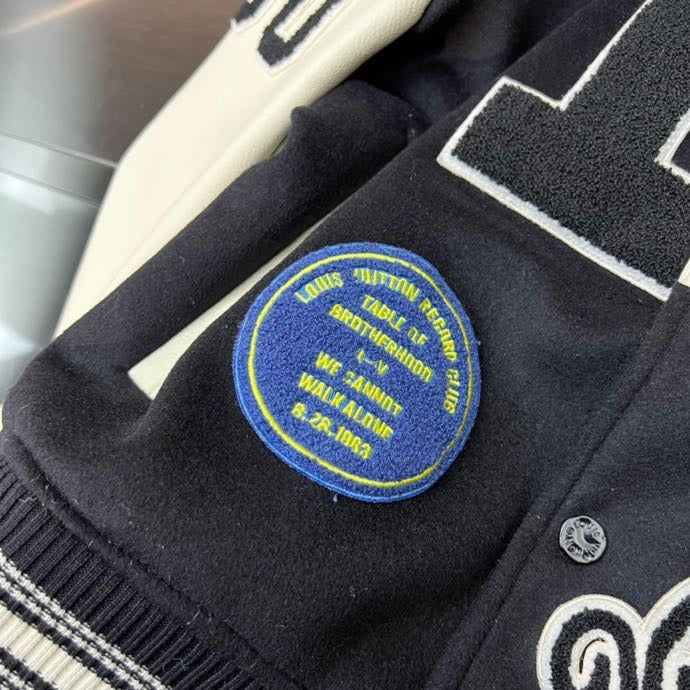 LOUIS VUITTON RECORD CLUB
TABLE OF
BROTHERHOOD
WE CANNOT
WALK ALONE
8.28.1963